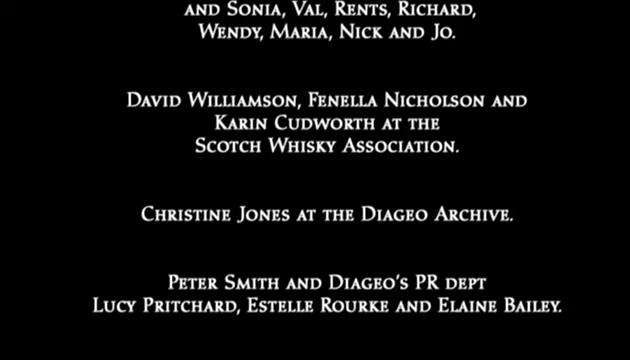 and Sonia, Val, Rents, Richard,
Wendy, Maria, Nick and Jo.
David Williamson, Fenella Nicholson and
Karin Cudworth at the
Scotch Whisky Association.
Christine Jones at the Diageo Archive.
Peter Smith and Diageo's PR dept
Lucy Pritchard, Estelle Rourke and Elaine Bailey.